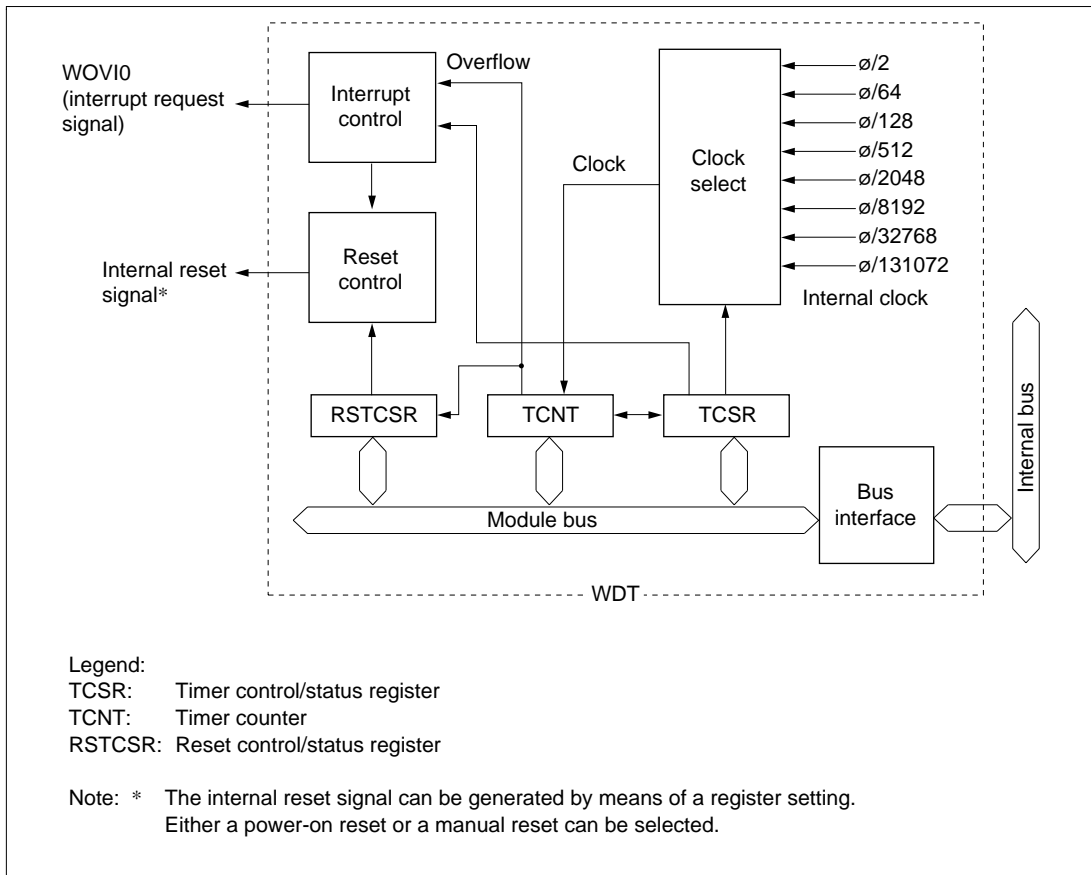 WOVI0
(interrupt request
signal)
Interrupt
control
Overflow
Clock
Clock
select
ø/2
ø/64
ø/128
ø/512
ø/2048
ø/8192
ø/32768
ø/131072
Internal clock
Internal reset
signal*
Reset
control
RSTCSR
TCNT
TCSR
Module bus
Bus
interface
Internal bus
WDT
Legend:
TCSR: Timer control/status register
TCNT: Timer counter
RSTCSR: Reset control/status register
Note: * The internal reset signal can be generated by means of a register setting.
Either a power-on reset or a manual reset can be selected.